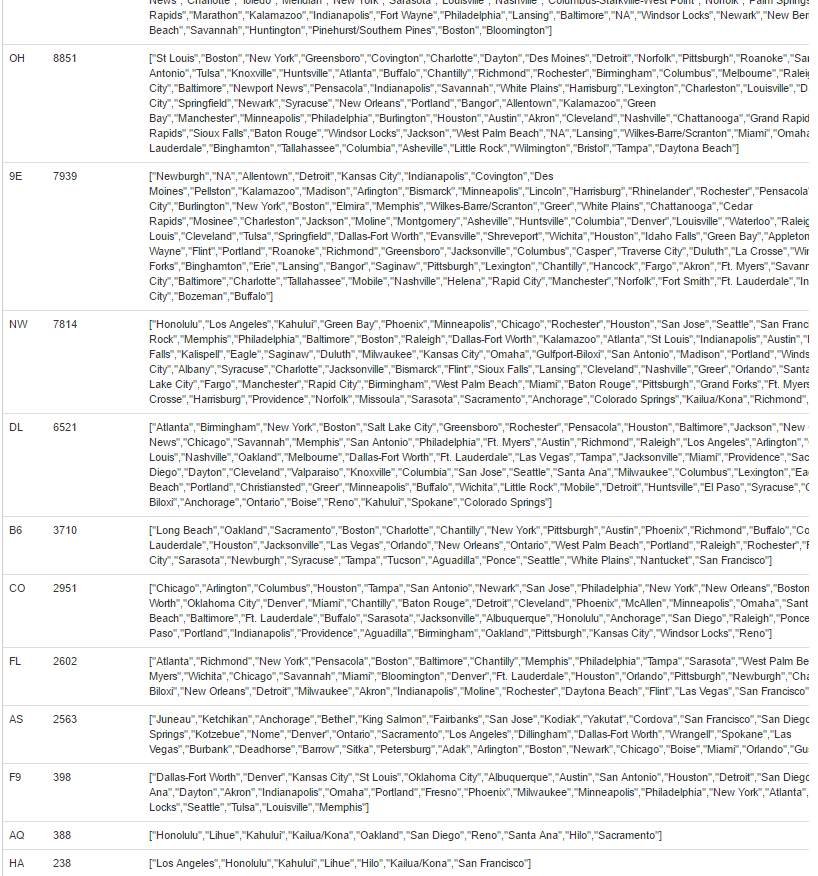 News","Charlotte","Toledo","Meridian","New York","Sarasota","Louisville","Nashville","Columbus-Starkville-West Point","Norfolk","Palm Springs
Rapids","Marathon","Kalamazoo","Indianapolis","Fort Wayne","Philadelphia","Lansing","Baltimore","NA","Windsor Locks","Newark","New Bern
Beach","Savannah","Huntington","Pinehurst/Southern Pines","Boston","Bloomington"]
OH 8851 ["St Louis","Boston","New York","Greensboro","Covington","Charlotte","Dayton","Des Moines","Detroit","Norfolk","Pittsburgh","Roanoke","San
Antonio","Tulsa","Knoxville","Huntsville","Atlanta","Buffalo","Chantilly","Richmond","Rochester","Birmingham","Columbus","Melbourne","Raleig
City","Baltimore","Newport News","Pensacola","Indianapolis","Savannah","White Plains","Harrisburg","Lexington","Charleston","Louisville","D
City","Springfield","Newark","Syracuse","New Orleans","Portland","Bangor","Allentown","Kalamazoo","Green
Bay","Manchester","Minneapolis","Philadelphia","Burlington","Houston","Austin","Akron","Cleveland","Nashville","Chattanooga","Grand Rapid
Rapids","Sioux Falls","Baton Rouge","Windsor Locks","Jackson","West Palm Beach","NA","Lansing","Wilkes-Barre/Scranton","Miami","Omaha
Lauderdale","Binghamton","Tallahassee","Columbia","Asheville","Little Rock","Wilmington","Bristol","Tampa","Daytona Beach"]
9E 7939 ["Newburgh","NA","Allentown","Detroit","Kansas City","Indianapolis","Covington","Des
Moines","Pellston","Kalamazoo","Madison","Arlington","Bismarck","Minneapolis","Lincoln","Harrisburg","Rhinelander","Rochester","Pensacola"
City","Burlington","New York","Boston","Elmira","Memphis","Wilkes-Barre/Scranton","Greer","White Plains","Chattanooga","Cedar
Rapids","Mosinee","Charleston","Jackson","Moline","Montgomery","Asheville","Huntsville","Columbia","Denver","Louisville","Waterloo","Raleig
Louis","Cleveland","Tulsa","Springfield","Dallas-Fort Worth","Evansville","Shreveport","Wichita","Houston","Idaho Falls","Green Bay","Appleton
Wayne","Flint","Portland","Roanoke","Richmond","Greensboro","Jacksonville","Columbus","Casper","Traverse City","Duluth","La Crosse","Wir
Forks","Binghamton","Erie","Lansing","Bangor","Saginaw","Pittsburgh","Lexington","Chantilly","Hancock","Fargo","Akron","Ft. Myers","Savann
City","Baltimore","Charlotte","Tallahassee","Mobile","Nashville","Helena","Rapid City","Manchester","Norfolk","Fort Smith","Ft. Lauderdale","In
City","Bozeman","Buffalo"]
NW 7814 ["Honolulu","Los Angeles","Kahului","Green Bay","Phoenix","Minneapolis","Chicago","Rochester","Houston","San Jose","Seattle","San Franci
Rock","Memphis","Philadelphia","Baltimore","Boston","Raleigh","Dallas-Fort Worth","Kalamazoo","Atlanta","St Louis","Indianapolis","Austin","
Falls","Kalispell","Eagle","Saginaw","Duluth","Milwaukee","Kansas City","Omaha","Gulfport-Biloxi","San Antonio","Madison","Portland","Winds
City","Albany","Syracuse","Charlotte","Jacksonville","Bismarck","Flint","Sioux Falls","Lansing","Cleveland","Nashville","Greer","Orlando","Santa
Lake City","Fargo","Manchester","Rapid City","Birmingham","West Palm Beach","Miami","Baton Rouge","Pittsburgh","Grand Forks","Ft. Myers
Crosse","Harrisburg","Providence","Norfolk","Missoula","Sarasota","Sacramento","Anchorage","Colorado Springs","Kailua/Kona","Richmond",
DL 6521 ["Atlanta","Birmingham","New York","Boston","Salt Lake City","Greensboro","Rochester","Pensacola","Houston","Baltimore","Jackson","New
News","Chicago","Savannah","Memphis","San Antonio","Philadelphia","Ft. Myers","Austin","Richmond","Raleigh","Los Angeles","Arlington","
Louis","Nashville","Oakland","Melbourne","Dallas-Fort Worth","Ft. Lauderdale","Las Vegas","Tampa","Jacksonville","Miami","Providence","Sac
Diego","Dayton","Cleveland","Valparaiso","Knoxville","Columbia","San Jose","Seattle","Santa Ana","Milwaukee","Columbus","Lexington","Ea
Beach","Portland","Christiansted","Greer","Minneapolis","Buffalo","Wichita","Little Rock","Mobile","Detroit","Huntsville","El Paso","Syracuse","C
Biloxi","Anchorage","Ontario","Boise","Reno","Kahului","Spokane","Colorado Springs"]
B6 3710 ["Long Beach","Oakland","Sacramento","Boston","Charlotte","Chantilly","New York","Pittsburgh","Austin","Phoenix","Richmond","Buffalo","Co
Lauderdale","Houston","Jacksonville","Las Vegas","Orlando","New Orleans","Ontario","West Palm Beach","Portland","Raleigh","Rochester","F
City","Sarasota","Newburgh","Syracuse","Tampa","Tucson","Aguadilla","Ponce","Seattle","White Plains","Nantucket","San Francisco"]
CO 2951 ["Chicago","Arlington","Columbus","Houston","Tampa","San Antonio","Newark","San Jose","Philadelphia","New York","New Orleans","Boston
Worth","Oklahoma City","Denver","Miami","Chantilly","Baton Rouge","Detroit","Cleveland","Phoenix","McAllen","Minneapolis","Omaha","Sant
Beach","Baltimore","Ft. Lauderdale","Buffalo","Sarasota","Jacksonville","Albuquerque","Honolulu","Anchorage","San Diego","Raleigh","Ponce
Paso","Portland","Indianapolis","Providence","Aguadilla","Birmingham","Oakland","Pittsburgh","Kansas City","Windsor Locks","Reno"]
FL 2602 ["Atlanta","Richmond","New York","Pensacola","Boston","Baltimore","Chantilly","Memphis","Philadelphia","Tampa","Sarasota","West Palm Be
Myers","Wichita","Chicago","Savannah","Miami","Bloomington","Denver","Ft. Lauderdale","Houston","Orlando","Pittsburgh","Newburgh","Cha
Biloxi","New Orleans","Detroit","Milwaukee","Akron","Indianapolis","Moline","Rochester","Daytona Beach","Flint","Las Vegas","San Francisco"
AS 2563 ["Juneau","Ketchikan","Anchorage","Bethel","King Salmon","Fairbanks","San Jose","Kodiak","Yakutat","Cordova","San Francisco","San Diego
Springs","Kotzebue","Nome","Denver","Ontario","Sacramento","Los Angeles","Dillingham","Dallas-Fort Worth","Wrangell","Spokane","Las
Vegas","Burbank","Deadhorse","Barrow","Sitka","Petersburg","Adak","Arlington","Boston","Newark","Chicago","Boise","Miami","Orlando","Gu
F9 398 ["Dallas-Fort Worth","Denver","Kansas City","St Louis","Oklahoma City","Albuquerque","Austin","San Antonio","Houston","Detroit","San Diego
Ana","Dayton","Akron","Indianapolis","Omaha","Portland","Fresno","Phoenix","Milwaukee","Minneapolis","Philadelphia","New York","Atlanta",
Locks","Seattle","Tulsa","Louisville","Memphis"]
AQ 388 ["Honolulu","Lihue","Kahului","Kailua/Kona","Oakland","San Diego","Reno","Santa Ana","Hilo","Sacramento"]
HA 238 ["Los Angeles","Honolulu","Kahului","Lihue","Hilo","Kailua/Kona","San Francisco"]